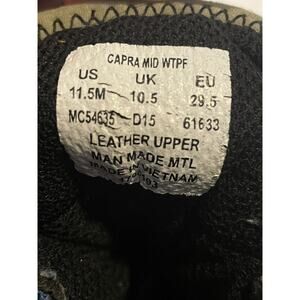 CAPRA MID WTPF
US UK EU
11.5M 10.5 29.5
MC54635 D15 61633
LEATHER UPPER
MAN MADE MTL
MADE IN VIETNAM